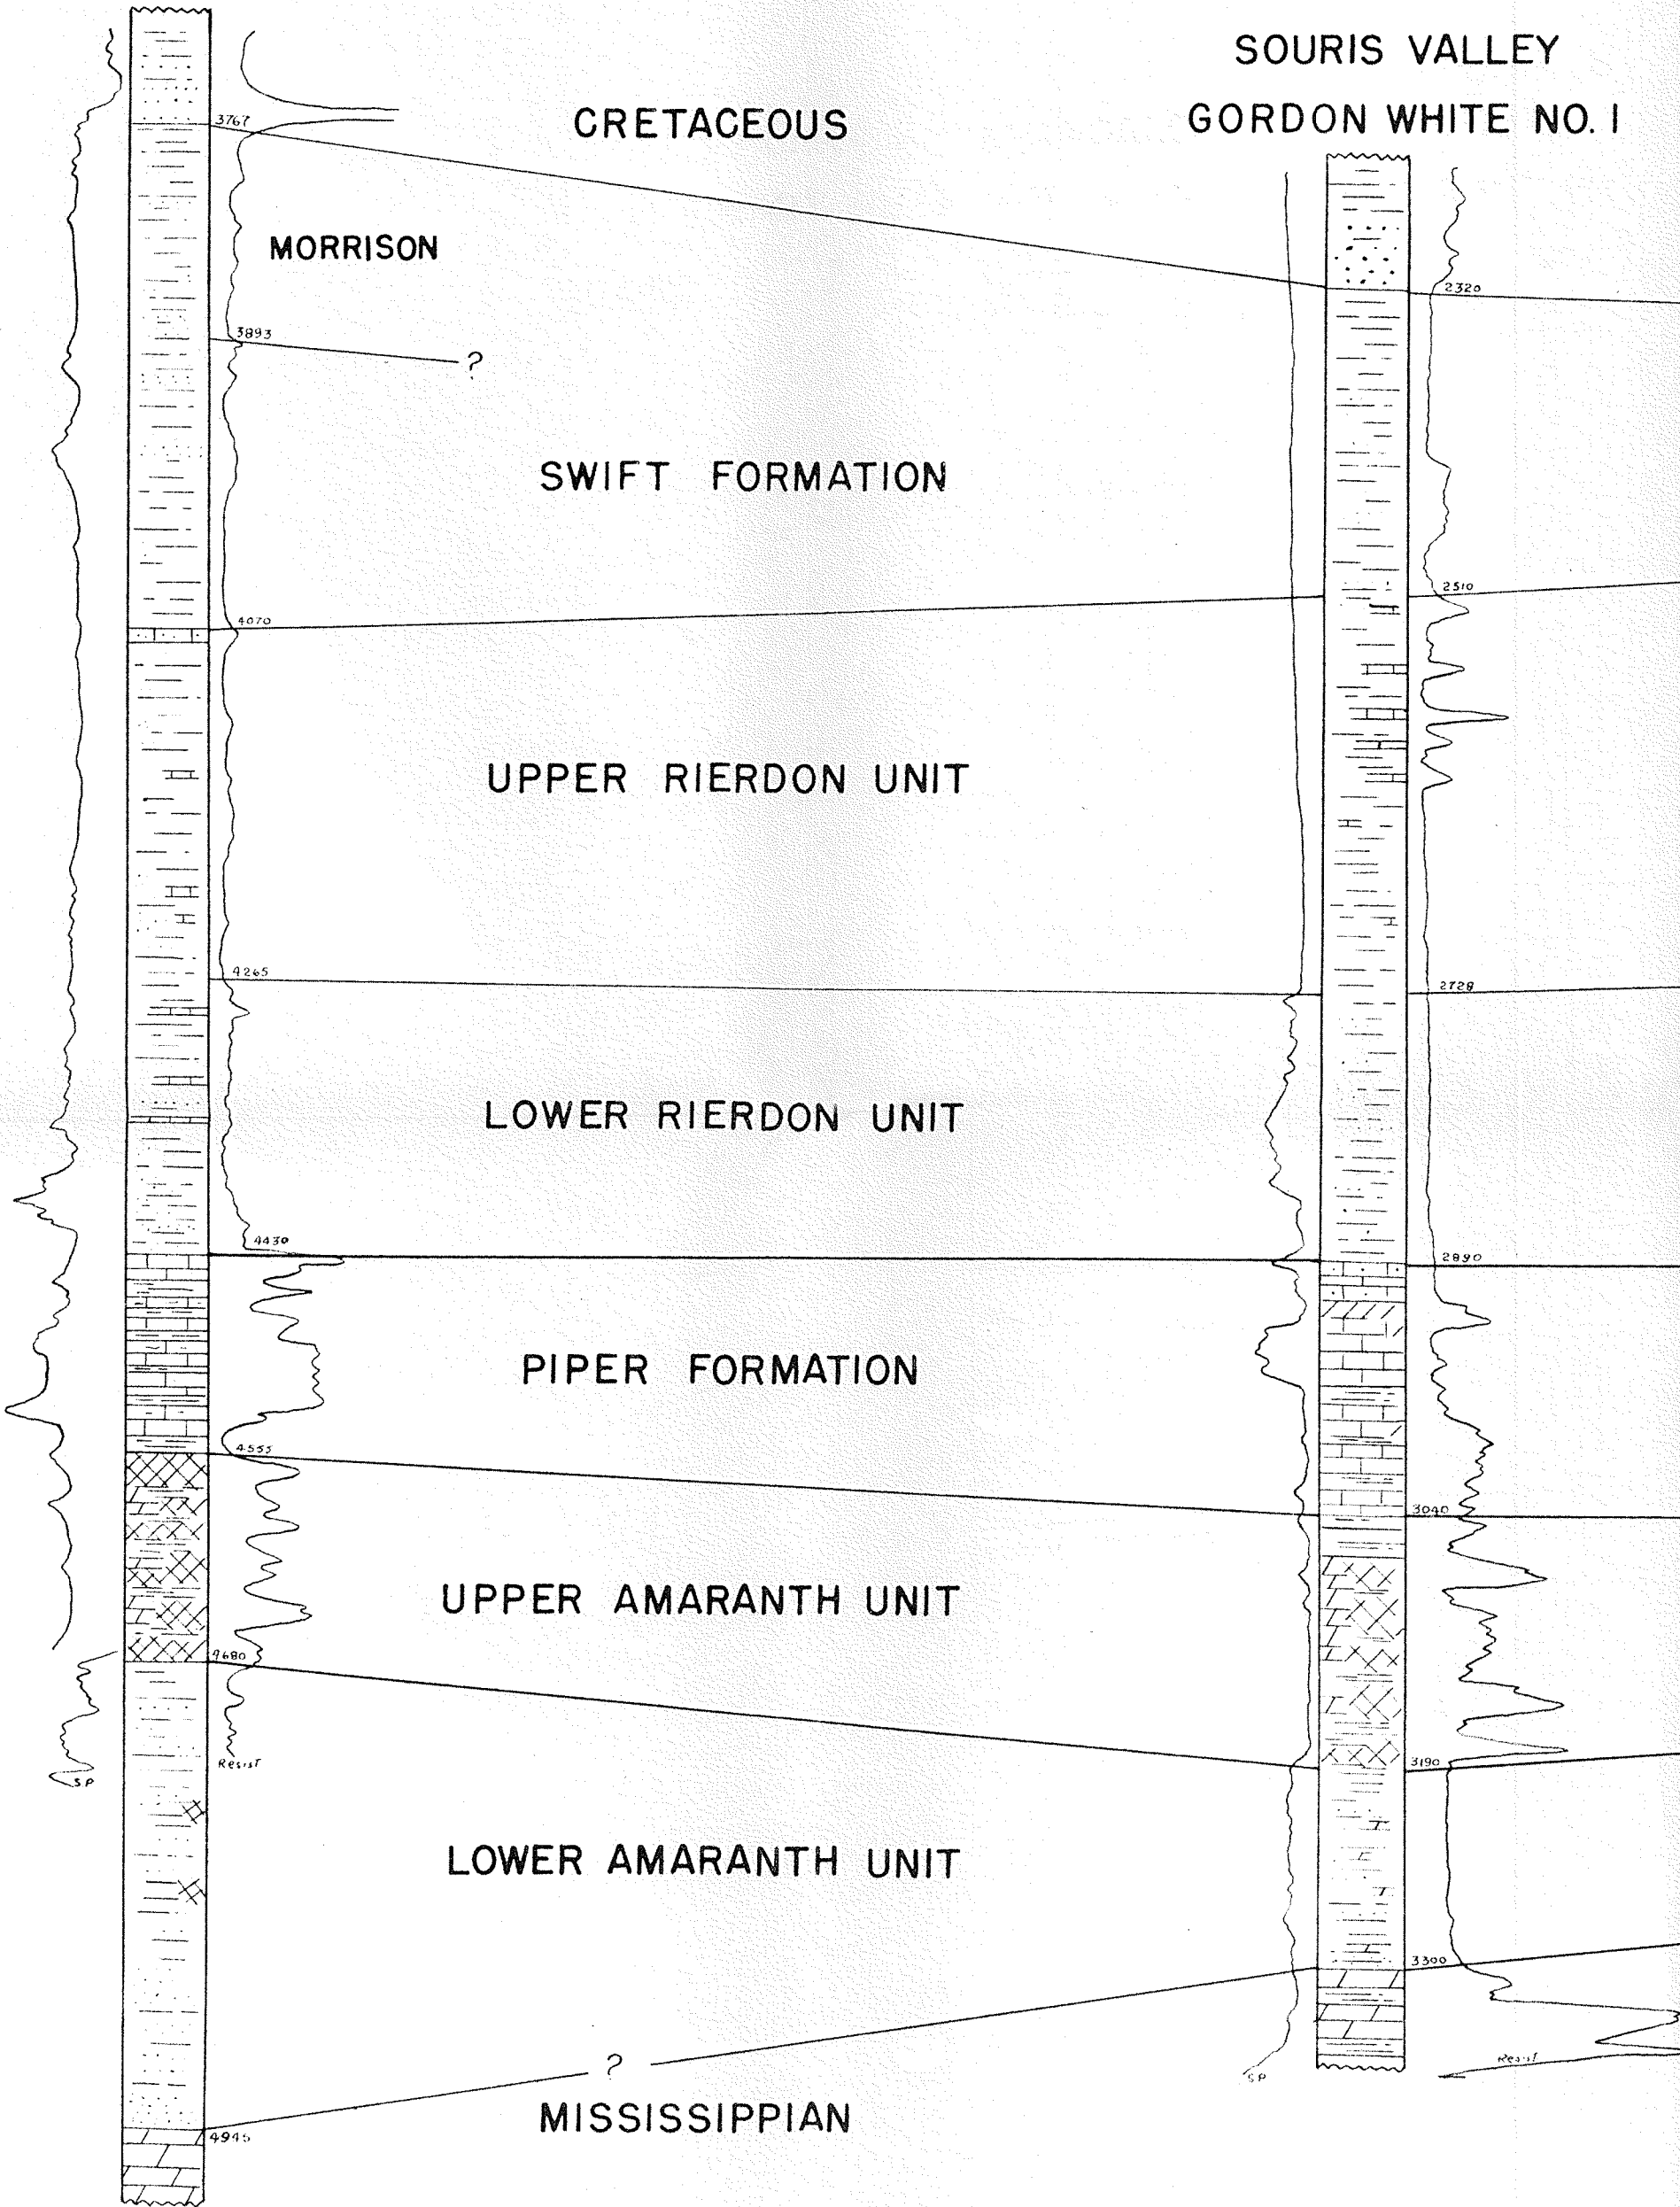 SOURIS VALLEY
GORDON WHITE NO. 1
3767
CRETACEOUS
MORRISON
2320
3893
?
SWIFT FORMATION
2510
4070
UPPER RIERDON UNIT
4265
2728
LOWER RIERDON UNIT
4430
2890
PIPER FORMATION
4555
3040
UPPER AMARANTH UNIT
4680
3190
Resist
S.P
LOWER AMARANTH UNIT
3300
?
Resist
S.P
MISSISSIPPIAN
4945